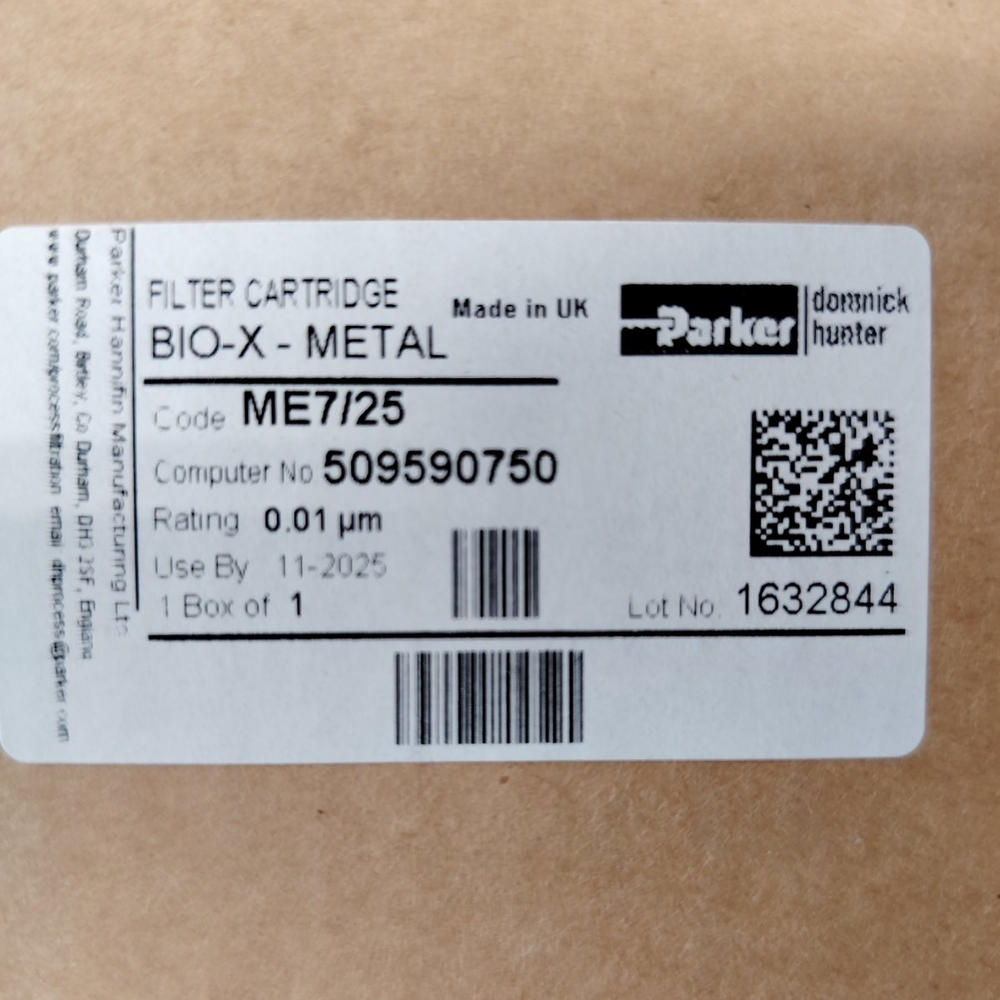 FILTER CARTRIDGE
BIO-X - METAL
Made in UK
Parker
domnick
hunter
Code ME7/25
Computer No 509590750
Rating 0.01 µm
Use By 11-2025
1 Box of 1
Lot No. 1632844
Parker Hannifin Manufacturing Ltd
Durham Road, Birtley, Co Durham, DH3 2SF, England
www.parker.com/processfiltration email dhprocess@parker.com